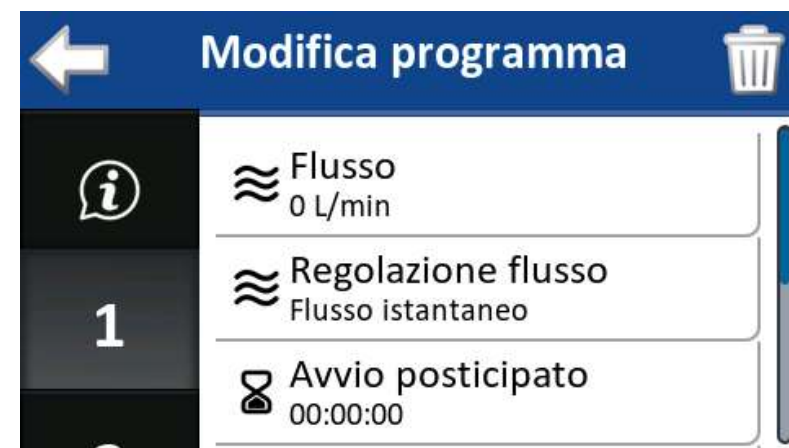 Modifica programma
i
Flusso
0 L/min
Regolazione flusso
Flusso istantaneo
1
Avvio posticipato
00:00:00